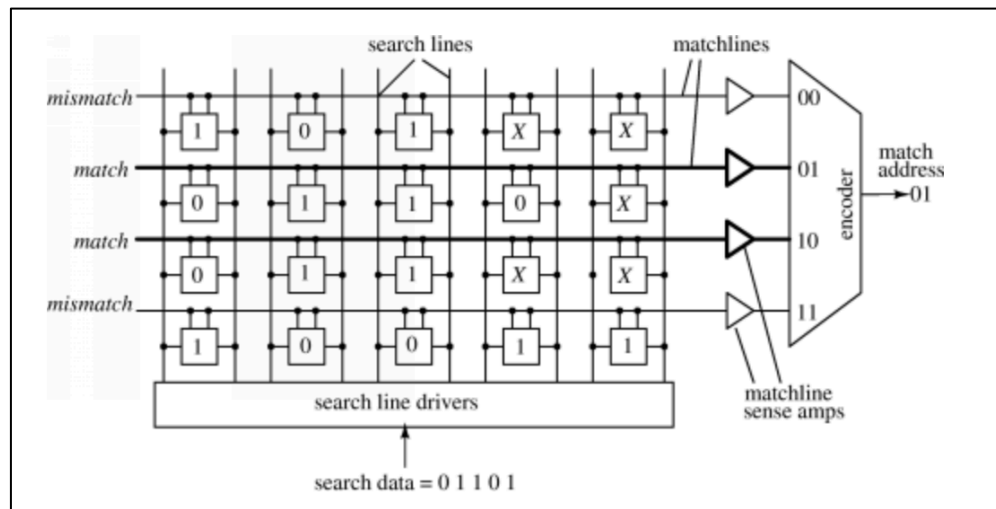 search lines
matchlines
mismatch
00
1 0 1 X X
match
01
match
address
0 1 1 0 X
01
encoder
match
10
0 1 1 X X
mismatch
11
1 0 0 1 1
search line drivers
matchline
sense amps
search data = 0 1 1 0 1